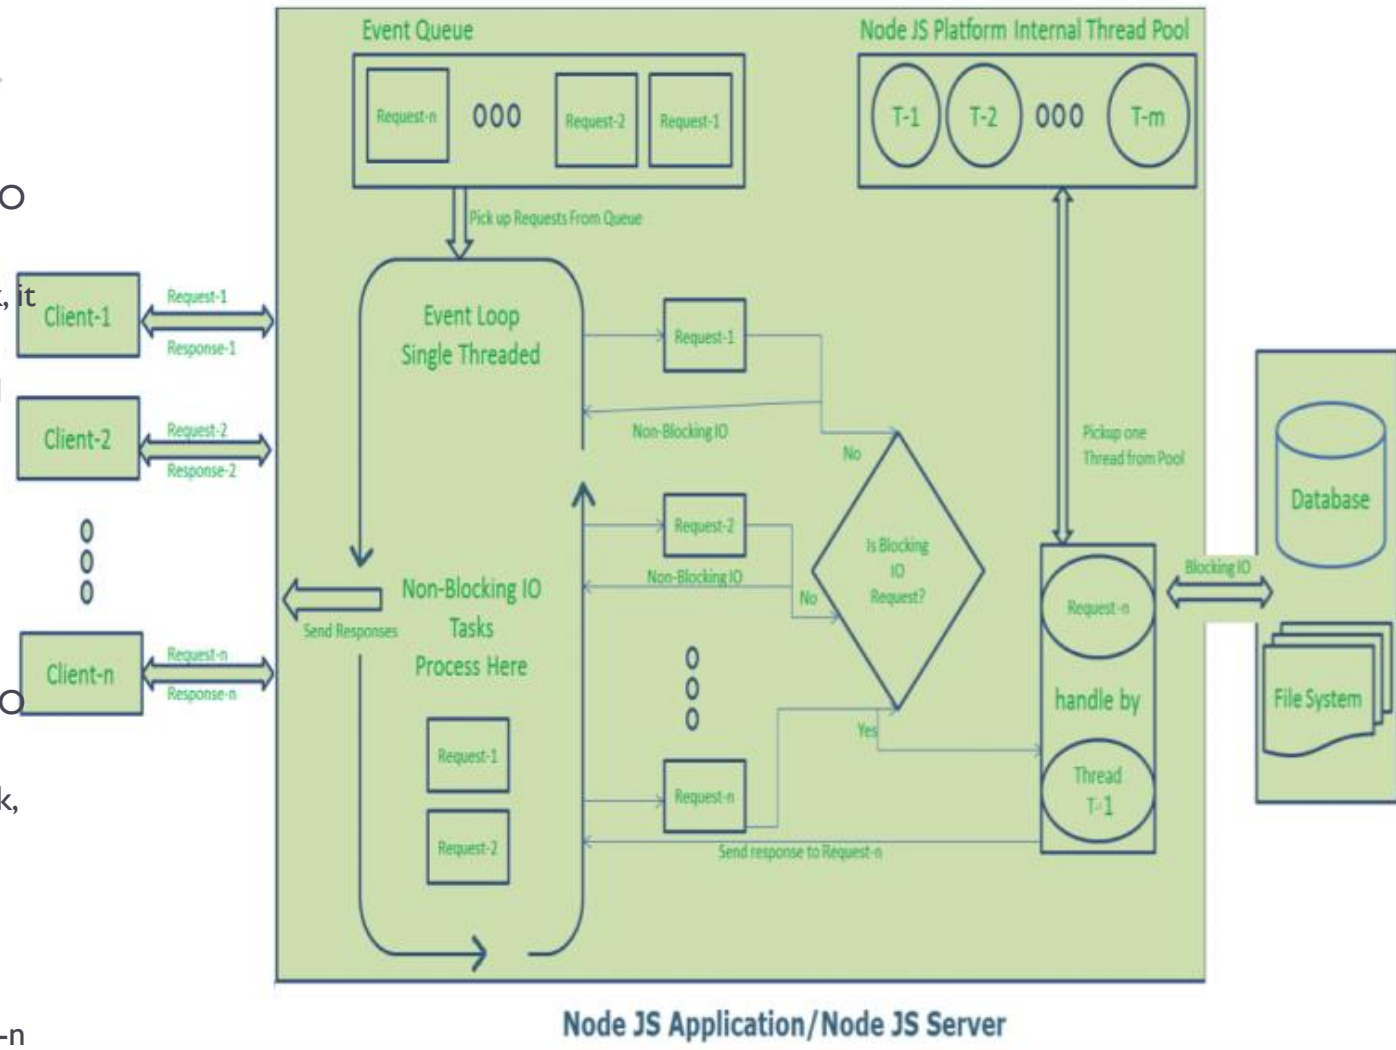 Event Queue
Node JS Platform Internal Thread Pool
Request-n
Request-2
Request-1
T-1
T-2
T-m
Pick up Requests From Queue
O
k, it
Client-1
Request-1
Response-1
Event Loop
Single Threaded
Request-1
Non-Blocking IO
No
Client-2
Request-2
Response-2
Pickup one
Thread from Pool
Database
Request-2
Non-Blocking IO
No
Is Blocking
IO
Request?
Blocking IO
Request-n
Non-Blocking IO
Tasks
Process Here
Send Responses
Client-n
Request-n
Response-n
O
handle by
File System
Yes
Request-1
Request-n
Thread
T-1
k,
Request-2
Send response to Request-n
Node JS Application/Node JS Server
-n